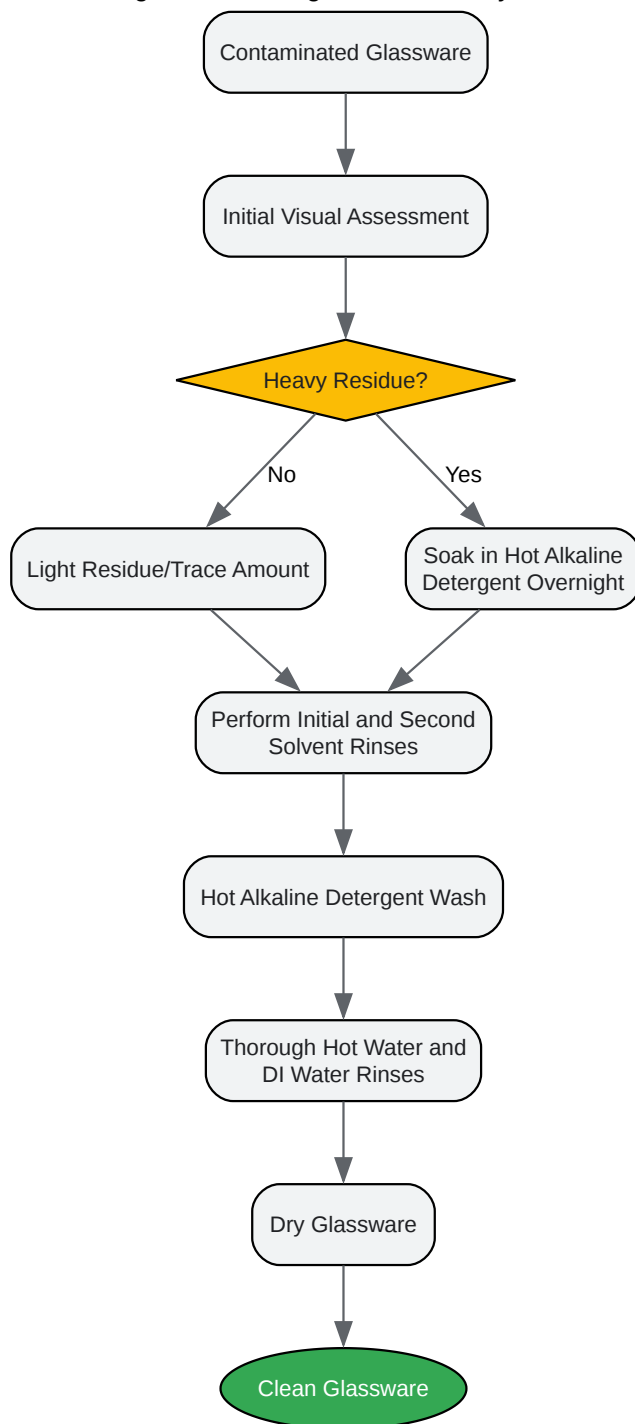 Contaminated Glassware
Initial Visual Assessment
Heavy Residue?
No
Yes
Light Residue/Trace Amount
Soak in Hot Alkaline
Detergent Overnight
Perform Initial and Second
Solvent Rinses
Hot Alkaline Detergent Wash
Thorough Hot Water and
DI Water Rinses
Dry Glassware
Clean Glassware